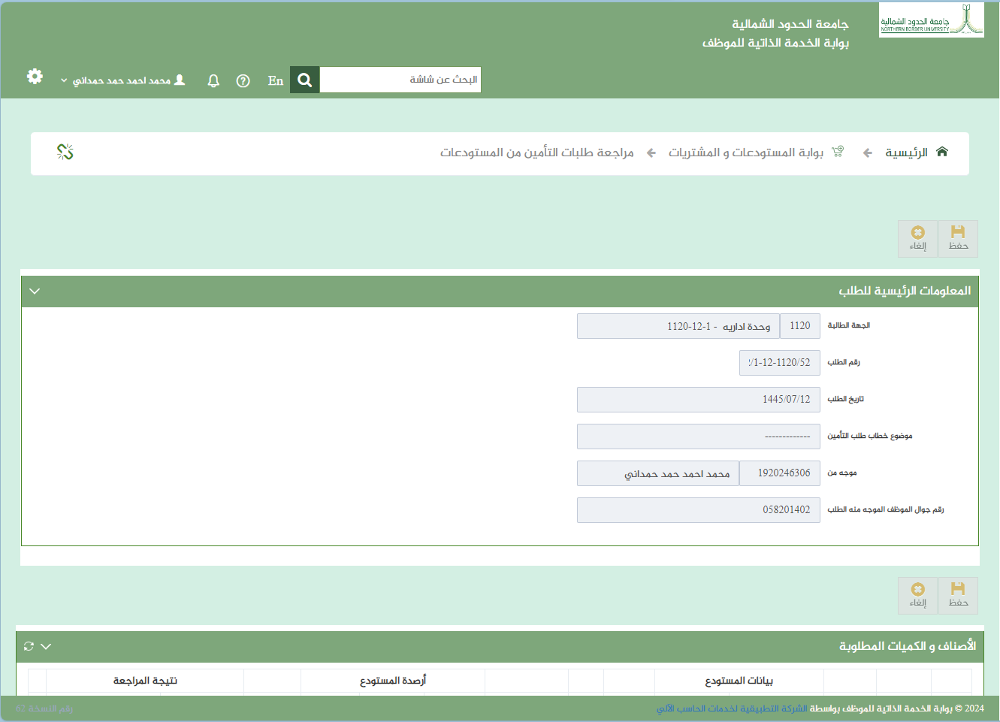 جامعة الحدود الشمالية
NORTHERN BORDER UNIVERSITY
جامعة الحدود الشمالية
بوابة الخدمة الذاتية للموظف
البحث عن شاشة
En
محمد احمد حمد حمداني
الرئيسية
بوابة المستودعات و المشتريات
مراجعة طلبات التأمين من المستودعات
حفظ
إلغاء
المعلومات الرئيسية للطلب
الجهة الطالبة 1120 وحدة اداريه - 1-12-1120
رقم الطلب /1-12-1120/52
تاريخ الطلب 1445/07/12
موضوع خطاب طلب التأمين -------------
موجه من 1920246306 محمد احمد حمد حمداني
رقم جوال الموظف الموجه منه الطلب 058201402
حفظ
إلغاء
الأصناف و الكميات المطلوبة
بيانات المستودع أرصدة المستودع نتيجة المراجعة
2024 © بوابة الخدمة الذاتية للموظف بواسطة الشركة التطبيقية لخدمات الحاسب الآلي
رقم النسخة 62